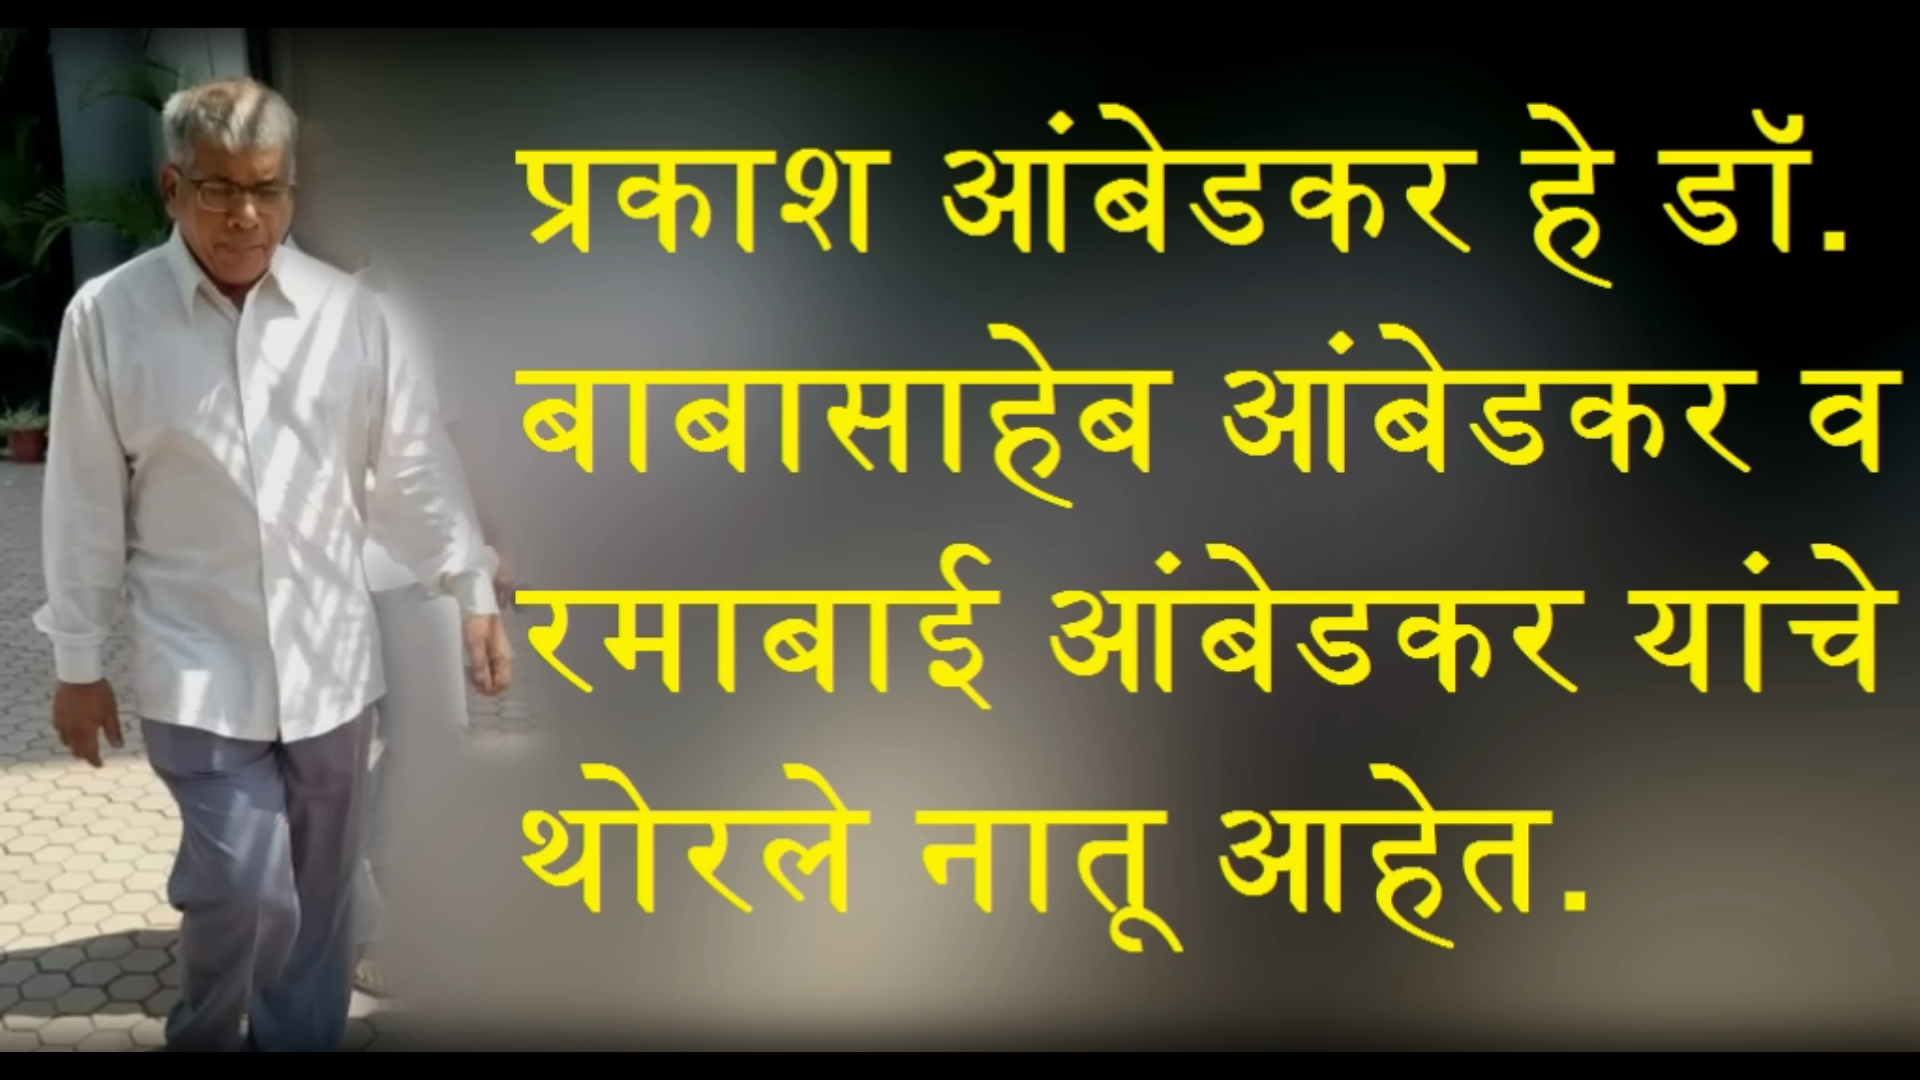 प्रकाश आंबेडकर हे डॉ.
बाबासाहेब आंबेडकर व
रमाबाई आंबेडकर यांचे
थोरले नातू आहेत.